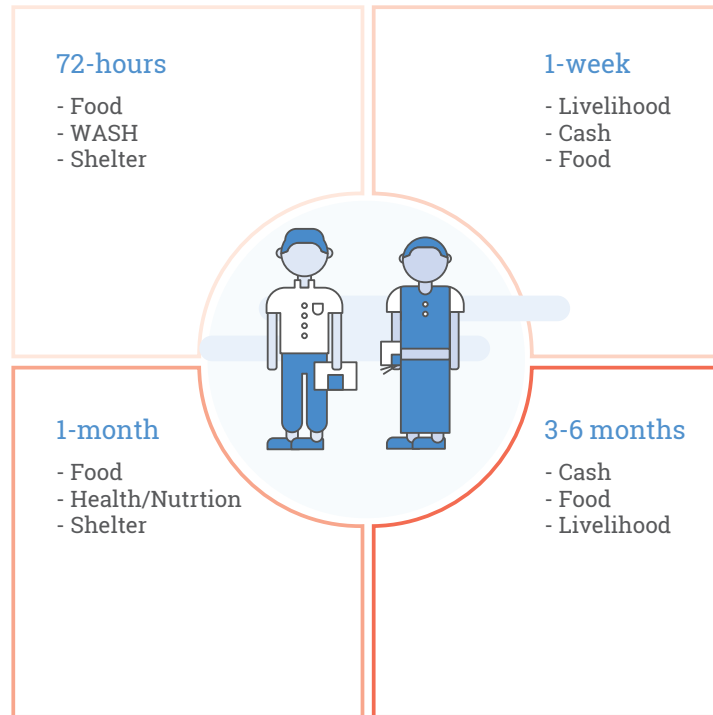 72-hours
- Food
- WASH
- Shelter
1-week
- Livelihood
- Cash
- Food
1-month
- Food
- Health/Nutrtion
- Shelter
3-6 months
- Cash
- Food
- Livelihood